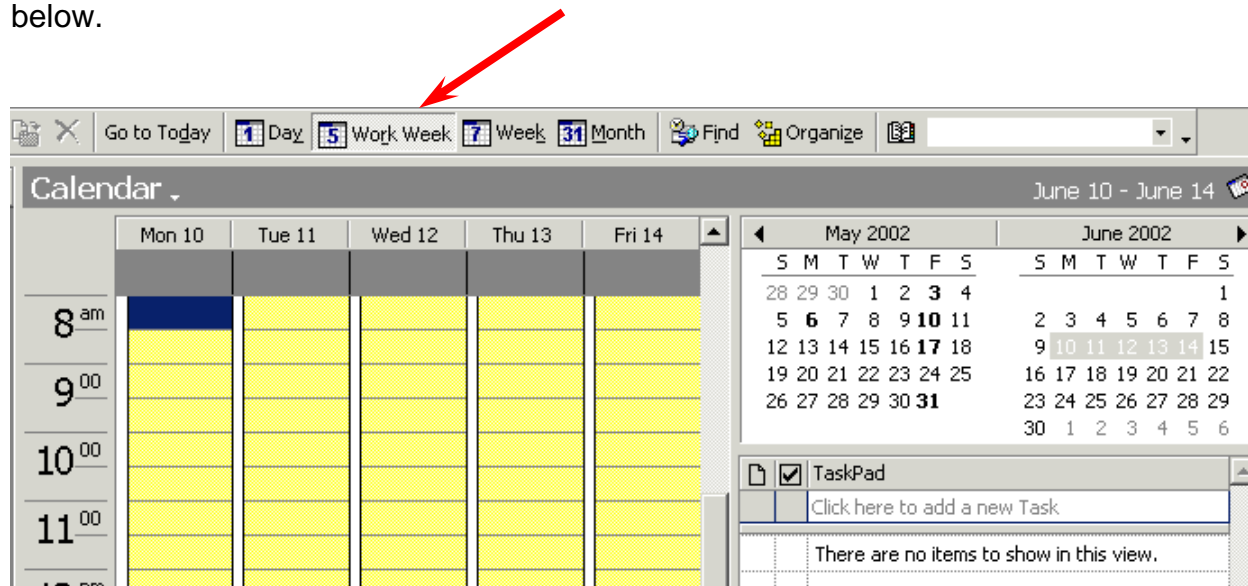 below.
Go to Today 1 Day 5 Work Week 7 Week 31 Month Find Organize
Calendar June 10 - June 14
Mon 10 Tue 11 Wed 12 Thu 13 Fri 14
May 2002 June 2002
S M T W T F S S M T W T F S
28 29 30 1 2 3 4 1
5 6 7 8 9 10 11 2 3 4 5 6 7 8
12 13 14 15 16 17 18 9 10 11 12 13 14 15
19 20 21 22 23 24 25 16 17 18 19 20 21 22
26 27 28 29 30 31 23 24 25 26 27 28 29
30 1 2 3 4 5 6
8 am
9 00
10 00
11 00
TaskPad
Click here to add a new Task
There are no items to show in this view.